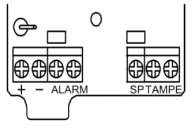 + − ALARM SPTAMPE